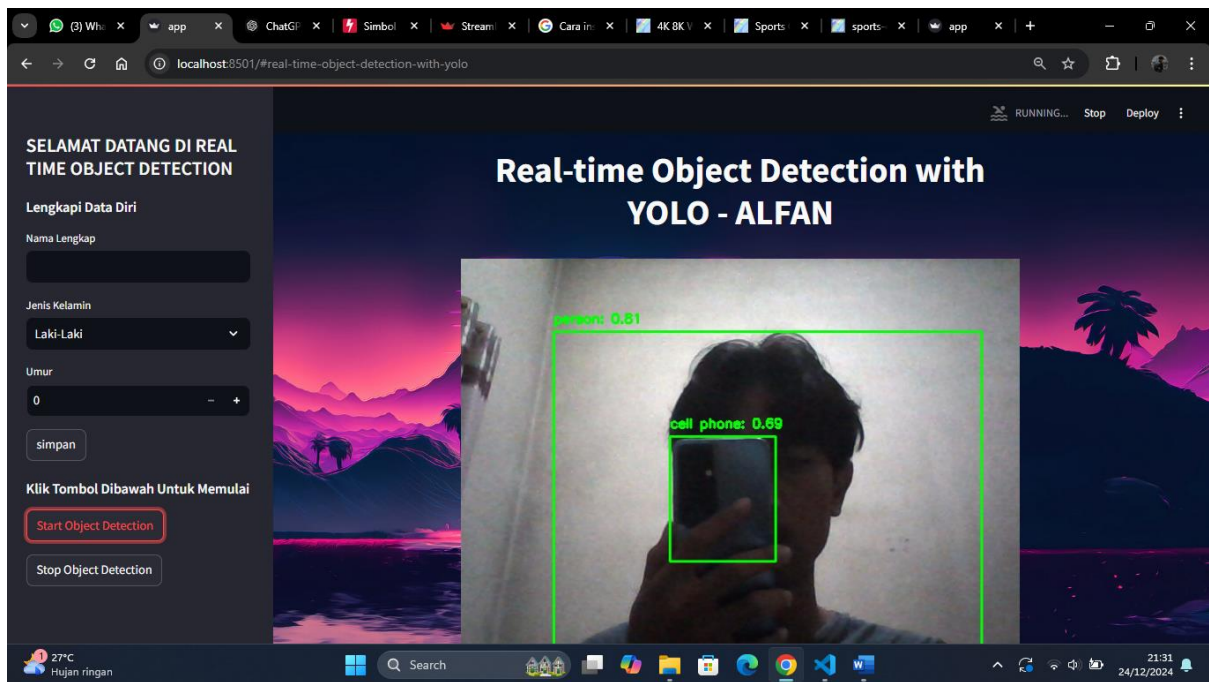 (3) Wha
app
ChatGP
Simbol
Stream
Cara in
4K 8K V
Sports
sports-
app
localhost:8501/#real-time-object-detection-with-yolo
RUNNING... Stop Deploy
SELAMAT DATANG DI REAL
TIME OBJECT DETECTION
Lengkapi Data Diri
Nama Lengkap
Jenis Kelamin
Laki-Laki
Umur
0 - +
simpan
Klik Tombol Dibawah Untuk Memulai
Start Object Detection
Stop Object Detection
Real-time Object Detection with
YOLO - ALFAN
person: 0.81
cell phone: 0.69
1
27°C
Hujan ringan
Search
21:31
24/12/2024